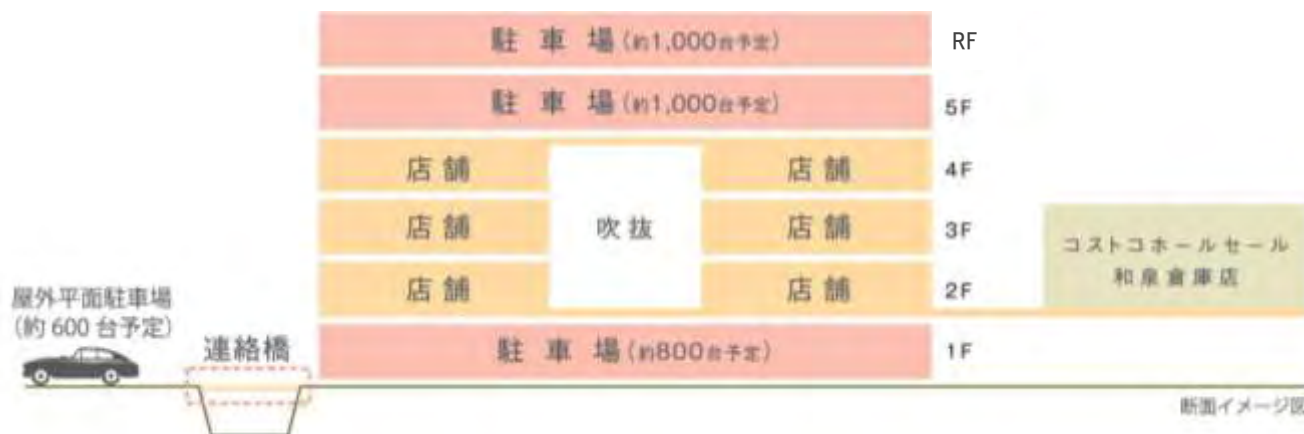 駐車場(約1,000台予定) RF
駐車場(約1,000台予定) 5F
店舗 店舗 4F
店舗 吹抜 店舗 3F
コストコホールセール
和泉倉庫店
店舗 店舗 2F
屋外平面駐車場
(約600台予定)
連絡橋
駐車場(約800台予定) 1F
断面イメージ図